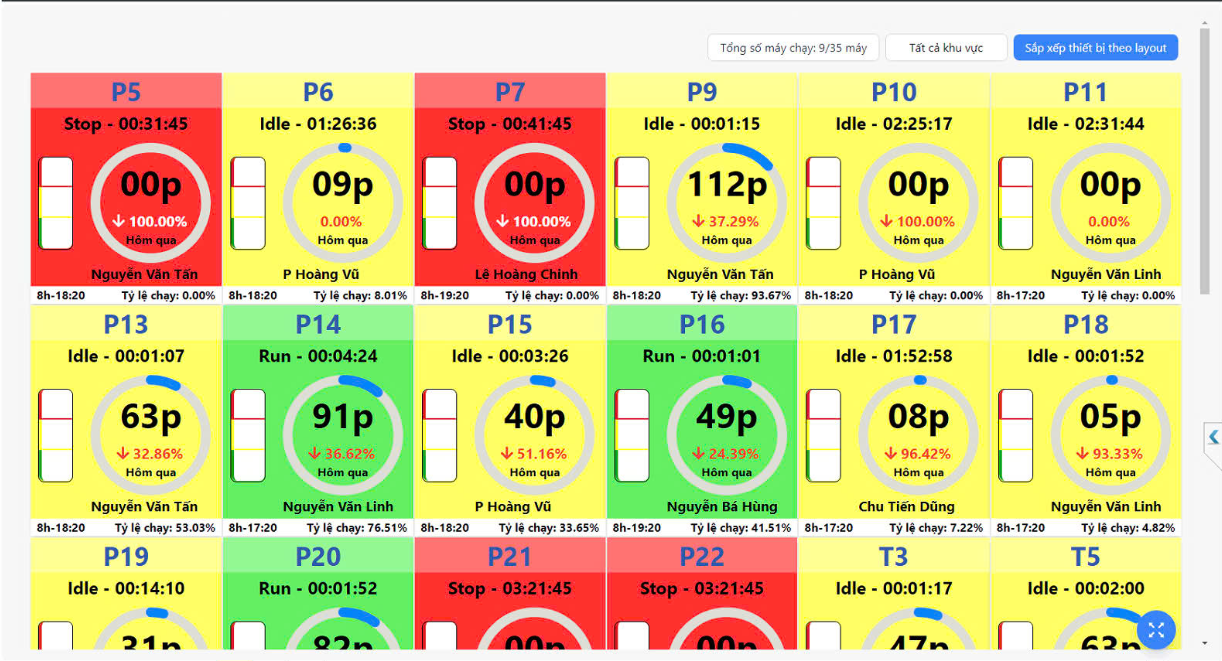 Tổng số máy chạy: 9/35 máy Tất cả khu vực Sắp xếp thiết bị theo layout
P5 P6 P7 P9 P10 P11
Stop - 00:31:45 Idle - 01:26:36 Stop - 00:41:45 Idle - 00:01:15 Idle - 02:25:17 Idle - 02:31:44
00p 09p 00p 112p 00p 00p
↓ 100.00% 0.00% ↓ 100.00% ↓ 37.29% ↓ 100.00% 0.00%
Hôm qua Hôm qua Hôm qua Hôm qua Hôm qua Hôm qua
Nguyễn Văn Tấn P Hoàng Vũ Lê Hoàng Chinh Nguyễn Văn Tấn P Hoàng Vũ Nguyễn Văn Linh
8h-18:20 Tỷ lệ chạy: 0.00% 8h-18:20 Tỷ lệ chạy: 8.01% 8h-19:20 Tỷ lệ chạy: 0.00% 8h-18:20 Tỷ lệ chạy: 93.67% 8h-18:20 Tỷ lệ chạy: 0.00% 8h-17:20 Tỷ lệ chạy: 0.00%
P13 P14 P15 P16 P17 P18
Idle - 00:01:07 Run - 00:04:24 Idle - 00:03:26 Run - 00:01:01 Idle - 01:52:58 Idle - 00:01:52
63p 91p 40p 49p 08p 05p
↓ 32.86% ↓ 36.62% ↓ 51.16% ↓ 24.39% ↓ 96.42% ↓ 93.33%
Hôm qua Hôm qua Hôm qua Hôm qua Hôm qua Hôm qua
Nguyễn Văn Tấn Nguyễn Văn Linh P Hoàng Vũ Nguyễn Bá Hùng Chu Tiến Dũng Nguyễn Văn Linh
8h-18:20 Tỷ lệ chạy: 53.03% 8h-17:20 Tỷ lệ chạy: 76.51% 8h-18:20 Tỷ lệ chạy: 33.65% 8h-19:20 Tỷ lệ chạy: 41.51% 8h-17:20 Tỷ lệ chạy: 7.22% 8h-17:20 Tỷ lệ chạy: 4.82%
P19 P20 P21 P22 T3 T5
Idle - 00:14:10 Run - 00:01:52 Stop - 03:21:45 Stop - 03:21:45 Idle - 00:01:17 Idle - 00:02:00
31p 82p 00p 00p 47p 63p